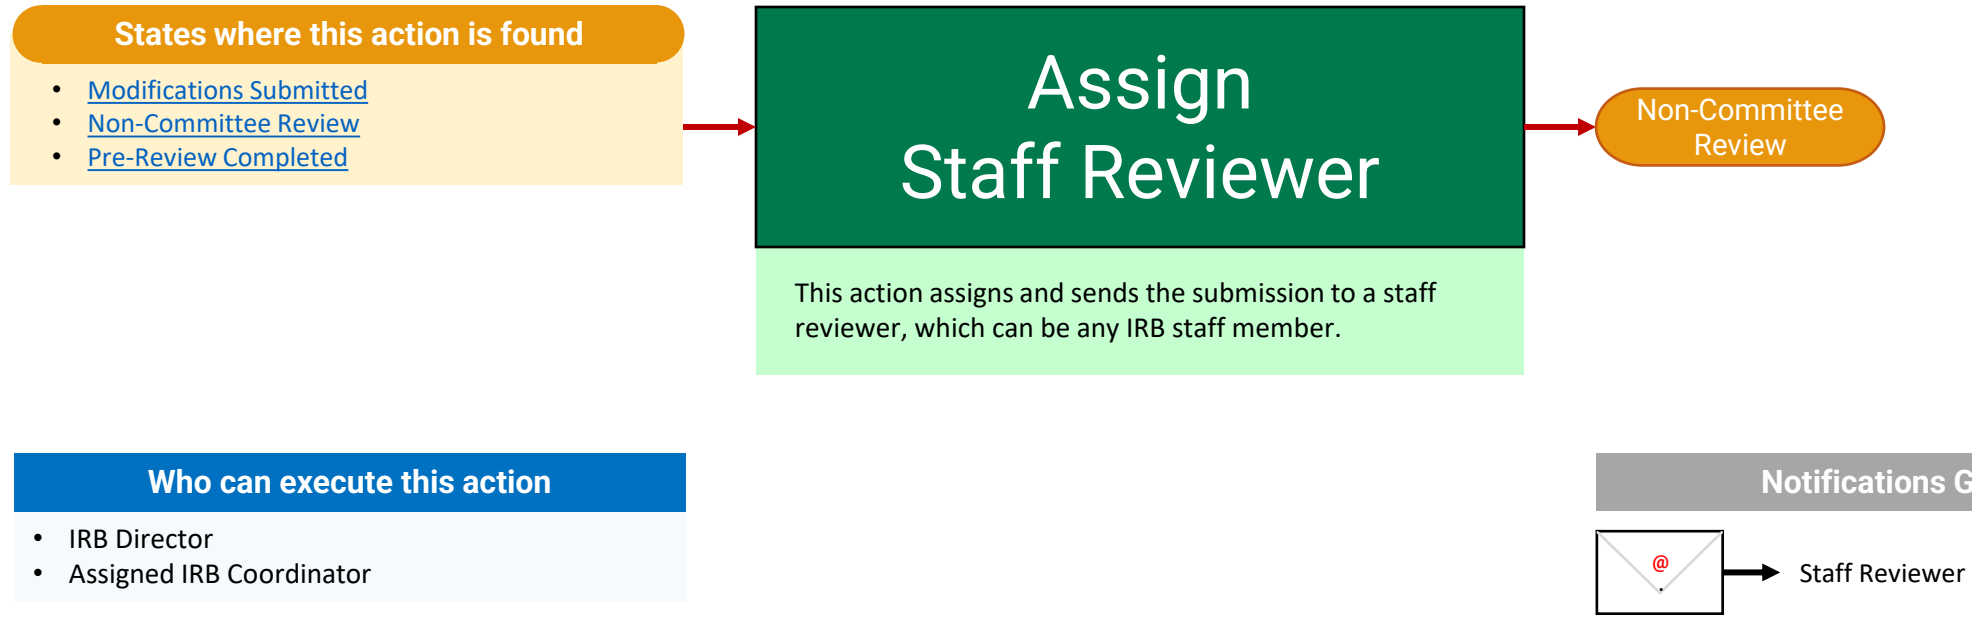 States where this action is found
• Modifications Submitted
• Non-Committee Review
• Pre-Review Completed
Assign
Staff Reviewer
This action assigns and sends the submission to a staff
reviewer, which can be any IRB staff member.
Non-Committee
Review
Who can execute this action
• IRB Director
• Assigned IRB Coordinator
Notifications G
@
Staff Reviewer